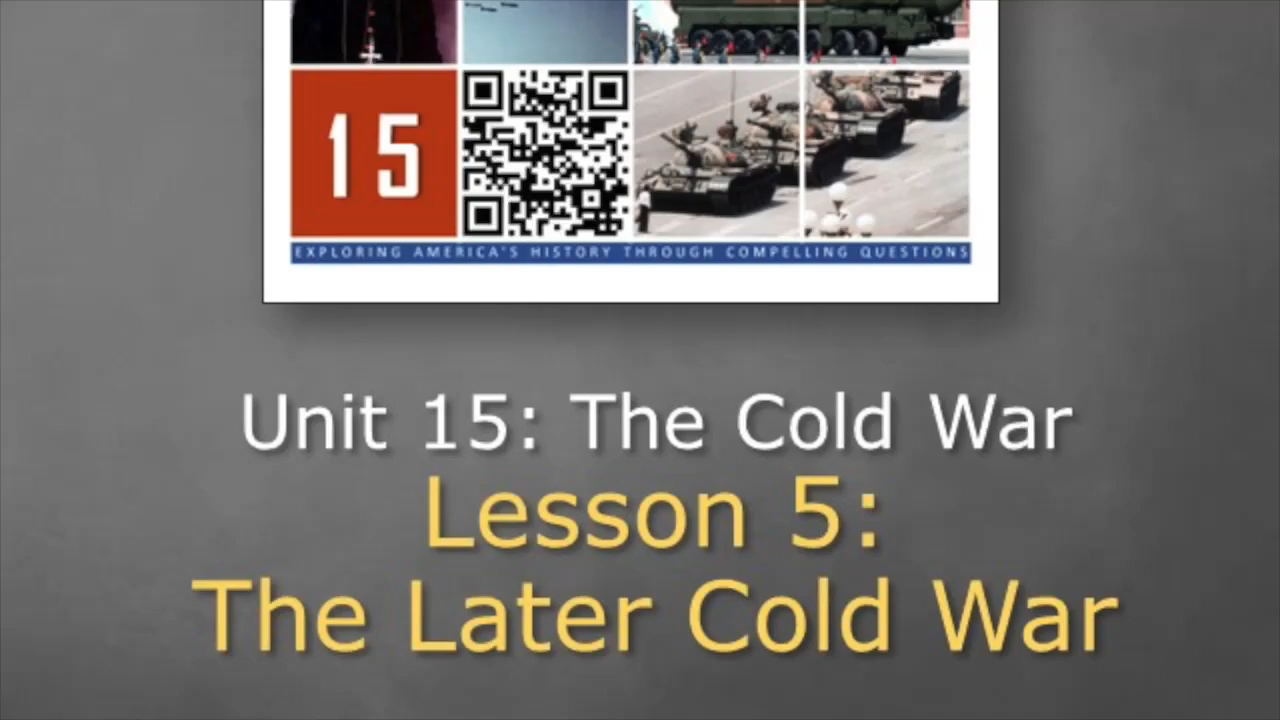 15
EXPLORING AMERICA'S HISTORY THROUGH COMPELLING QUESTIONS
Unit 15: The Cold War
Lesson 5:
The Later Cold War